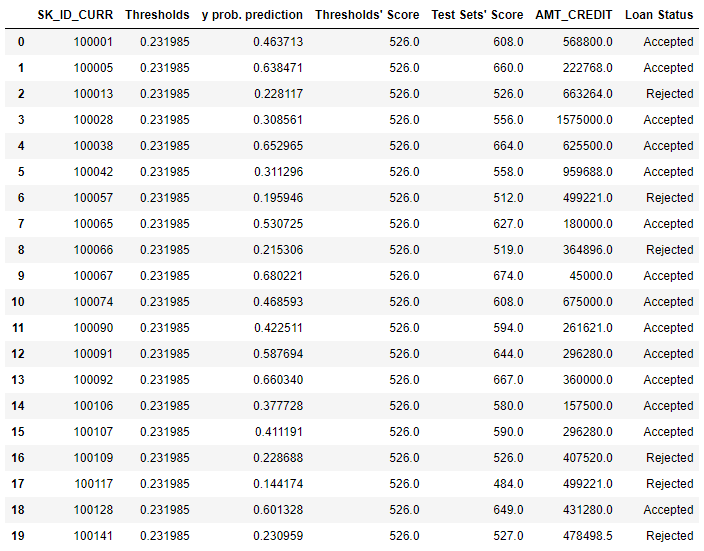 SK_ID_CURR Thresholds y prob. prediction Thresholds' Score Test Sets' Score AMT_CREDIT Loan Status
0 100001 0.231985 0.463713 526.0 608.0 568800.0 Accepted
1 100005 0.231985 0.638471 526.0 660.0 222768.0 Accepted
2 100013 0.231985 0.228117 526.0 526.0 663264.0 Rejected
3 100028 0.231985 0.308561 526.0 556.0 1575000.0 Accepted
4 100038 0.231985 0.652965 526.0 664.0 625500.0 Accepted
5 100042 0.231985 0.311296 526.0 558.0 959688.0 Accepted
6 100057 0.231985 0.195946 526.0 512.0 499221.0 Rejected
7 100065 0.231985 0.530725 526.0 627.0 180000.0 Accepted
8 100066 0.231985 0.215306 526.0 519.0 364896.0 Rejected
9 100067 0.231985 0.680221 526.0 674.0 45000.0 Accepted
10 100074 0.231985 0.468593 526.0 608.0 675000.0 Accepted
11 100090 0.231985 0.422511 526.0 594.0 261621.0 Accepted
12 100091 0.231985 0.587694 526.0 644.0 296280.0 Accepted
13 100092 0.231985 0.660340 526.0 667.0 360000.0 Accepted
14 100106 0.231985 0.377728 526.0 580.0 157500.0 Accepted
15 100107 0.231985 0.411191 526.0 590.0 296280.0 Accepted
16 100109 0.231985 0.228688 526.0 526.0 407520.0 Rejected
17 100117 0.231985 0.144174 526.0 484.0 499221.0 Rejected
18 100128 0.231985 0.601328 526.0 649.0 431280.0 Accepted
19 100141 0.231985 0.230959 526.0 527.0 478498.5 Rejected